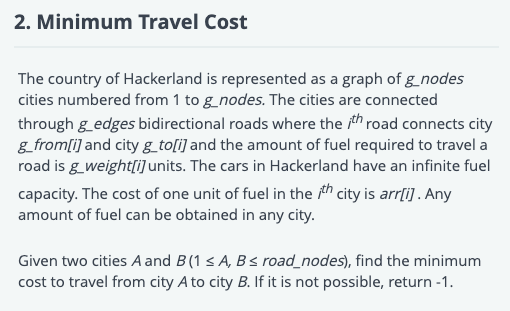 2. Minimum Travel Cost
The country of Hackerland is represented as a graph of g_nodes
cities numbered from 1 to g_nodes. The cities are connected
through g_edges bidirectional roads where the ith road connects city
g_from[i] and city g_to[i] and the amount of fuel required to travel a
road is g_weight[i] units. The cars in Hackerland have an infinite fuel
capacity. The cost of one unit of fuel in the ith city is arr[i] . Any
amount of fuel can be obtained in any city.
Given two cities A and B (1 ≤ A, B ≤ road_nodes), find the minimum
cost to travel from city A to city B. If it is not possible, return -1.